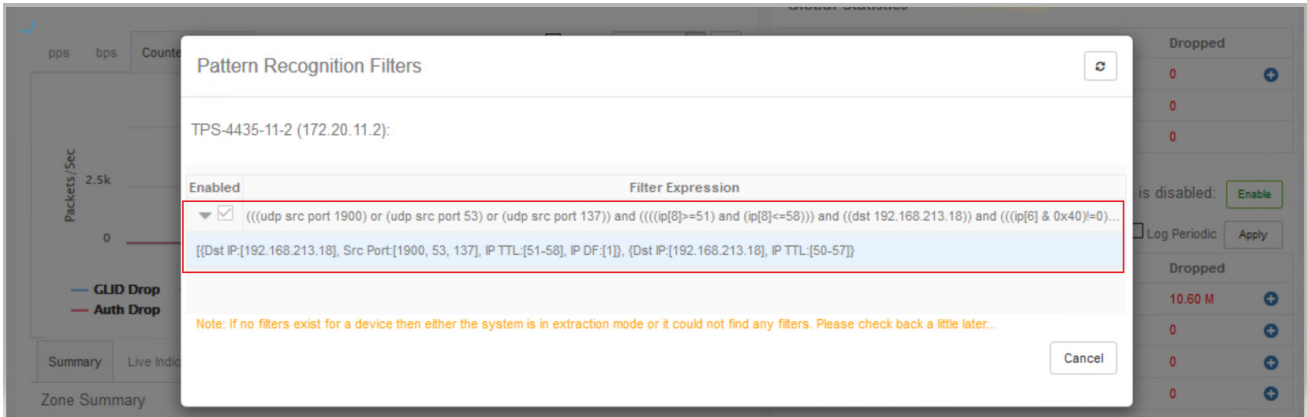 Global Statistics
pps bps Counte
Dropped
Pattern Recognition Filters
0
0
TPS-4435-11-2 (172.20.11.2):
0
Packets/Sec
2.5k
0
Enabled Filter Expression
is disabled: Enable
(((udp src port 1900) or (udp src port 53) or (udp src port 137)) and ((((ip[8]>=51) and (ip[8]<=58))) and ((dst 192.168.213.18)) and (((ip[6] & 0x40)!=0)...
Log Periodic Apply
[{Dst IP:[192.168.213.18], Src Port:[1900, 53, 137], IP TTL:[51-58], IP DF:[1]}, {Dst IP:[192.168.213.18], IP TTL:[50-57]}
Dropped
GLID Drop
10.60 M
Auth Drop
Note: If no filters exist for a device then either the system is in extraction mode or it could not find any filters. Please check back a little later...
0
Summary Live Indic
Cancel
0
Zone Summary
0